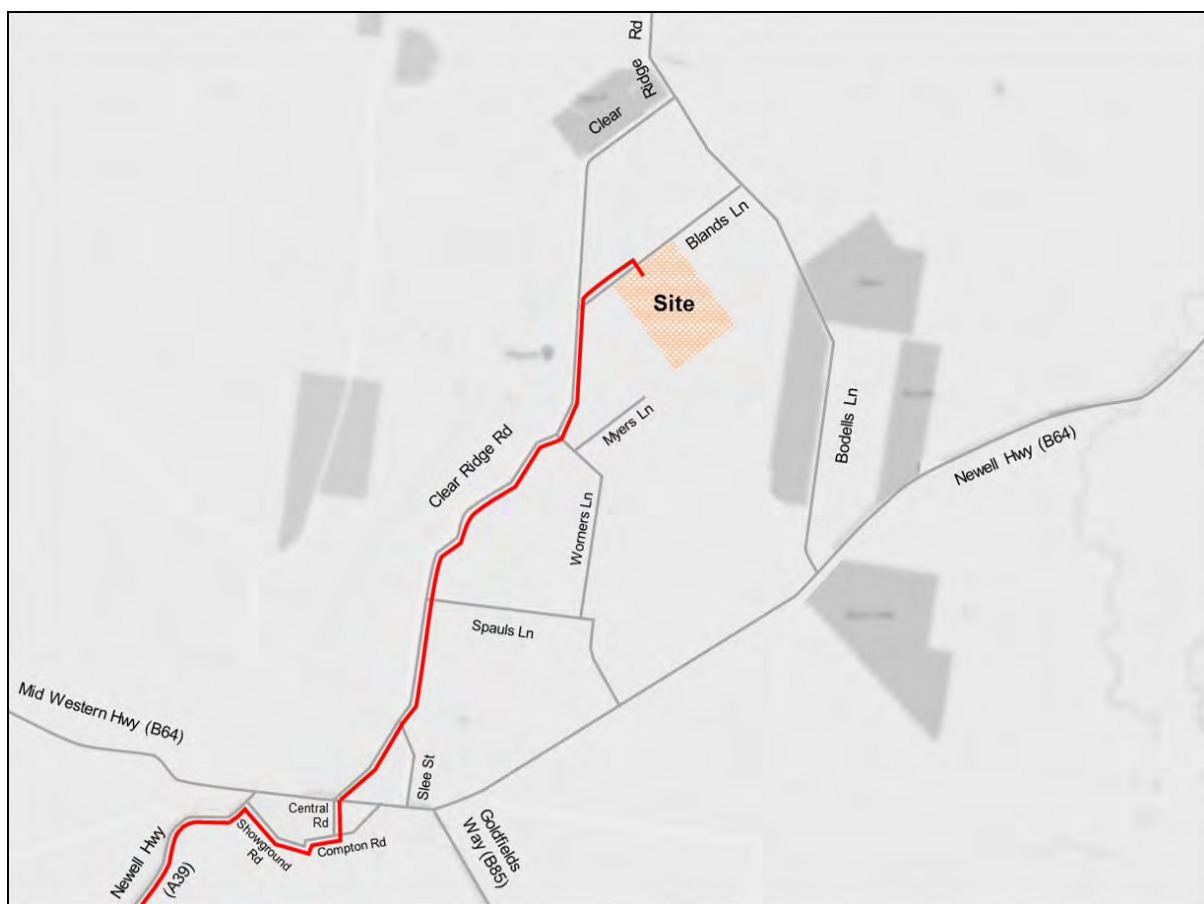 Clear
Ridge
Rd
Blands Ln
Site
Clear Ridge Rd
Myers Ln
Bodells Ln
Newell Hwy (B64)
Worners Ln
Spauls Ln
Mid Western Hwy (B64)
Slee St
Central
Rd
Compton Rd
Showground
Rd
Newell Hwy
(A39)
Goldfields
Way (B85)